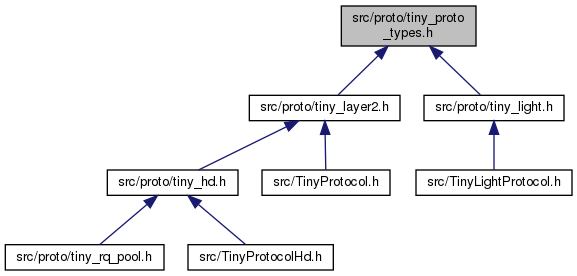 src/proto/tiny_proto
_types.h
src/proto/tiny_layer2.h
src/proto/tiny_light.h
src/proto/tiny_hd.h
src/TinyProtocol.h
src/TinyLightProtocol.h
src/proto/tiny_rq_pool.h
src/TinyProtocolHd.h